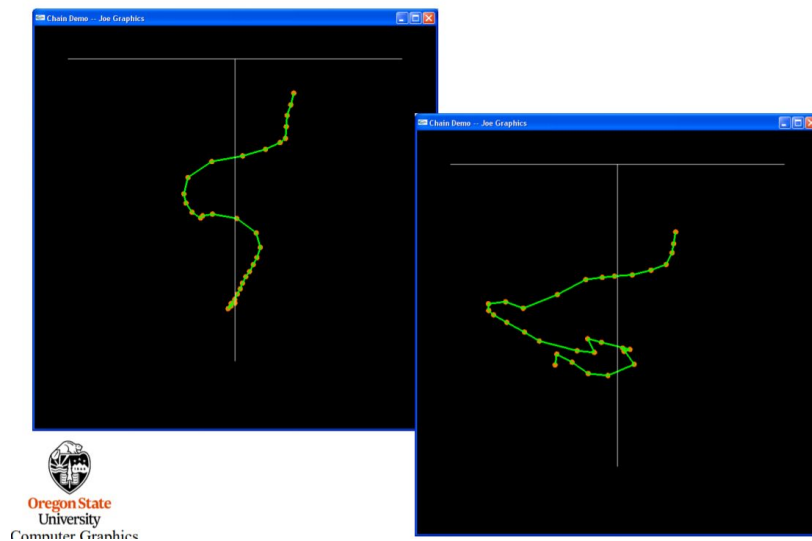 Chain Demo -- Joe Graphics
Chain Demo -- Joe Graphics
Oregon State
University
Computer Graphics